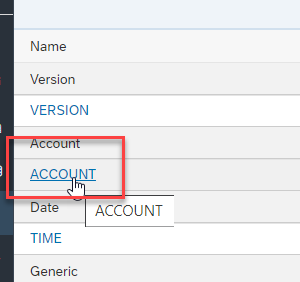 Name
Version
VERSION
Account
ACCOUNT
ACCOUNT
Date
TIME
Generic